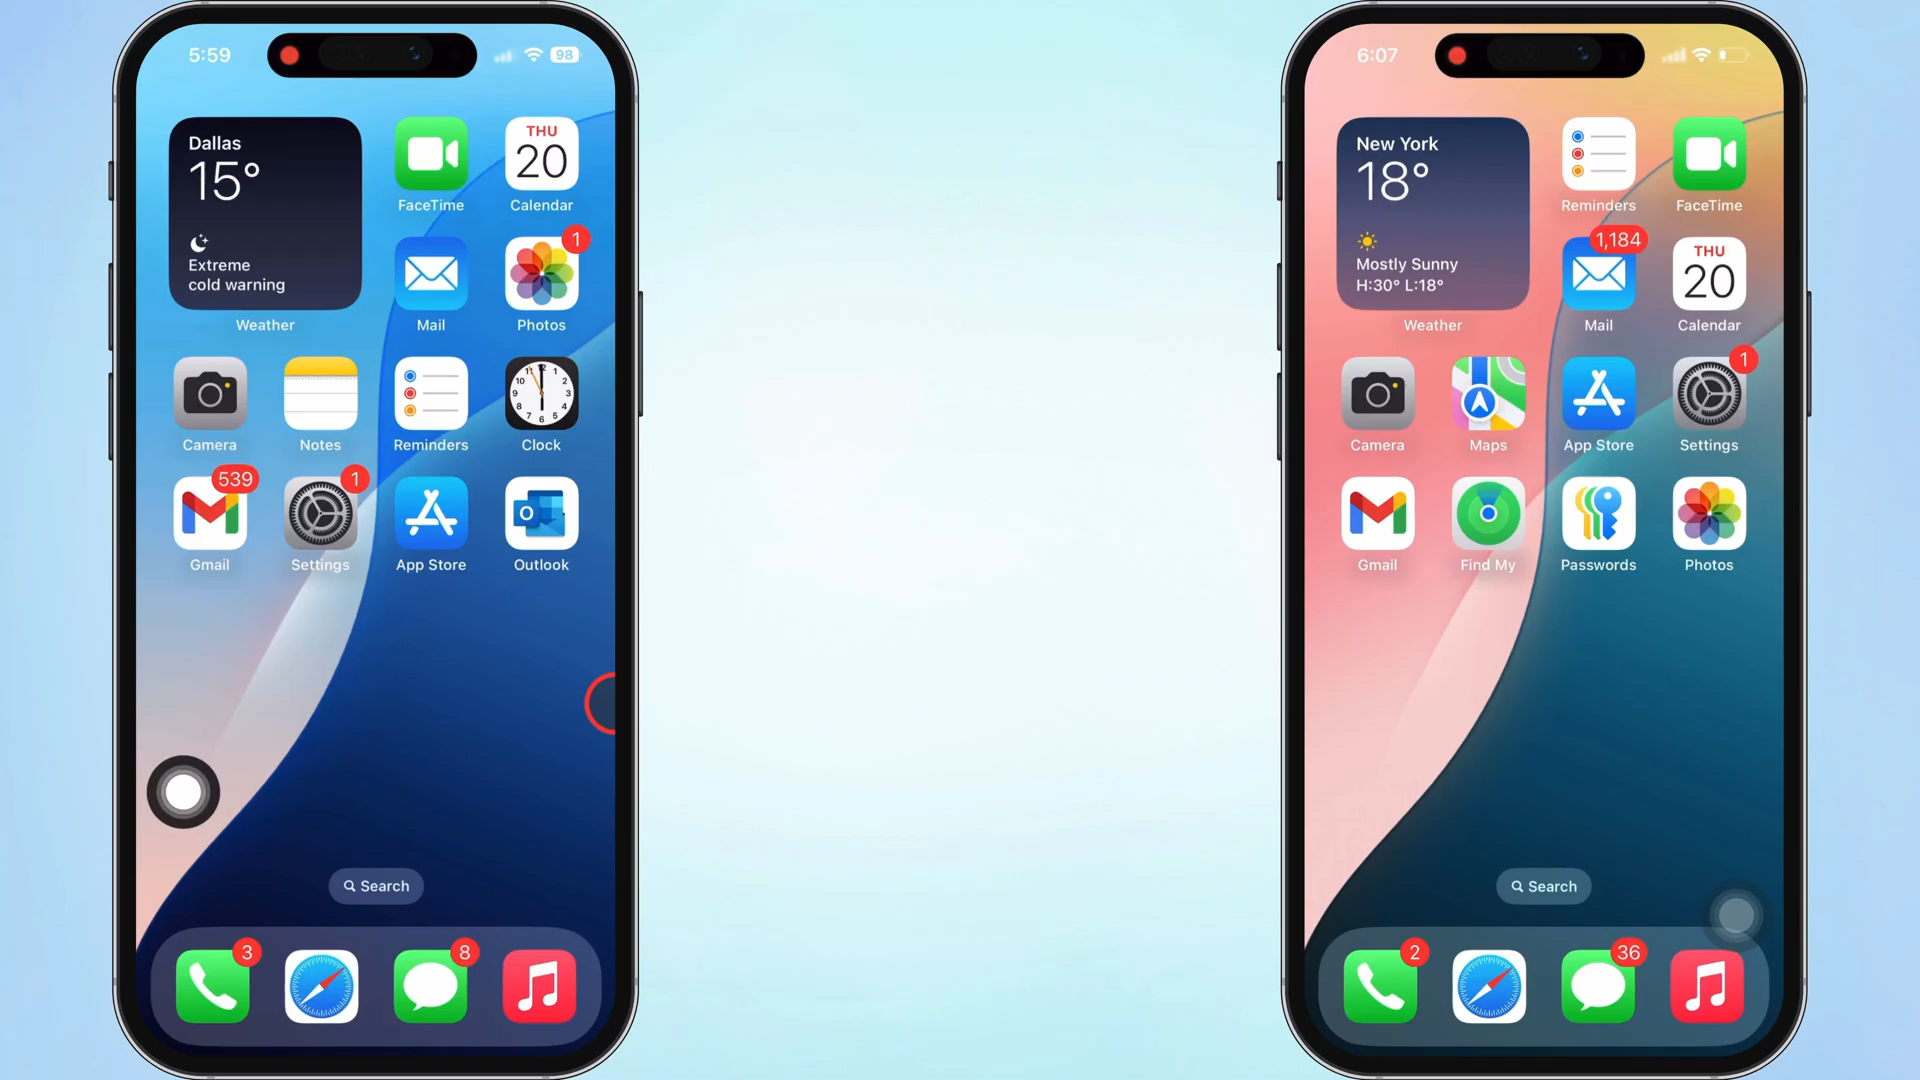 5:59
98
Dallas
15°
Extreme
cold warning
Weather
FaceTime
THU
20
Calendar
Mail
1
Photos
Camera
Notes
Reminders
Clock
539
Gmail
1
Settings
App Store
Outlook
Search
3
8
6:07
New York
18°
Mostly Sunny
H:30° L:18°
Weather
Reminders
FaceTime
1,184
Mail
THU
20
Calendar
Camera
Maps
App Store
1
Settings
Gmail
Find My
Passwords
Photos
Search
2
36